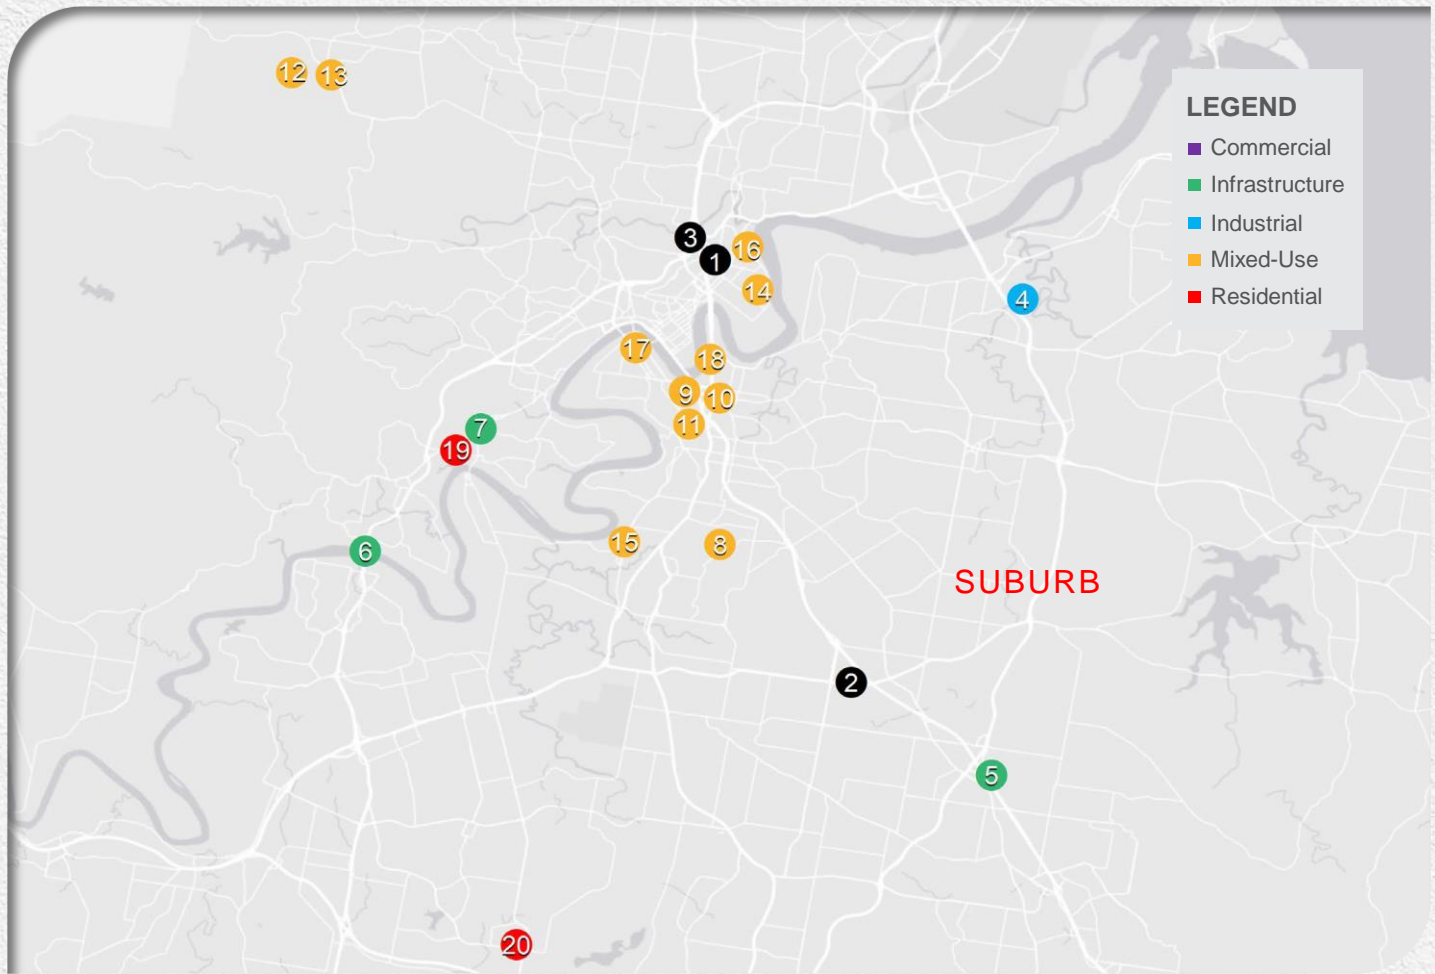 12 13
LEGEND
Commercial
Infrastructure
Industrial
Mixed-Use
Residential
3
16
1
14
4
17
18
9
10
11
7
19
15
8
6
SUBURB
2
5
20